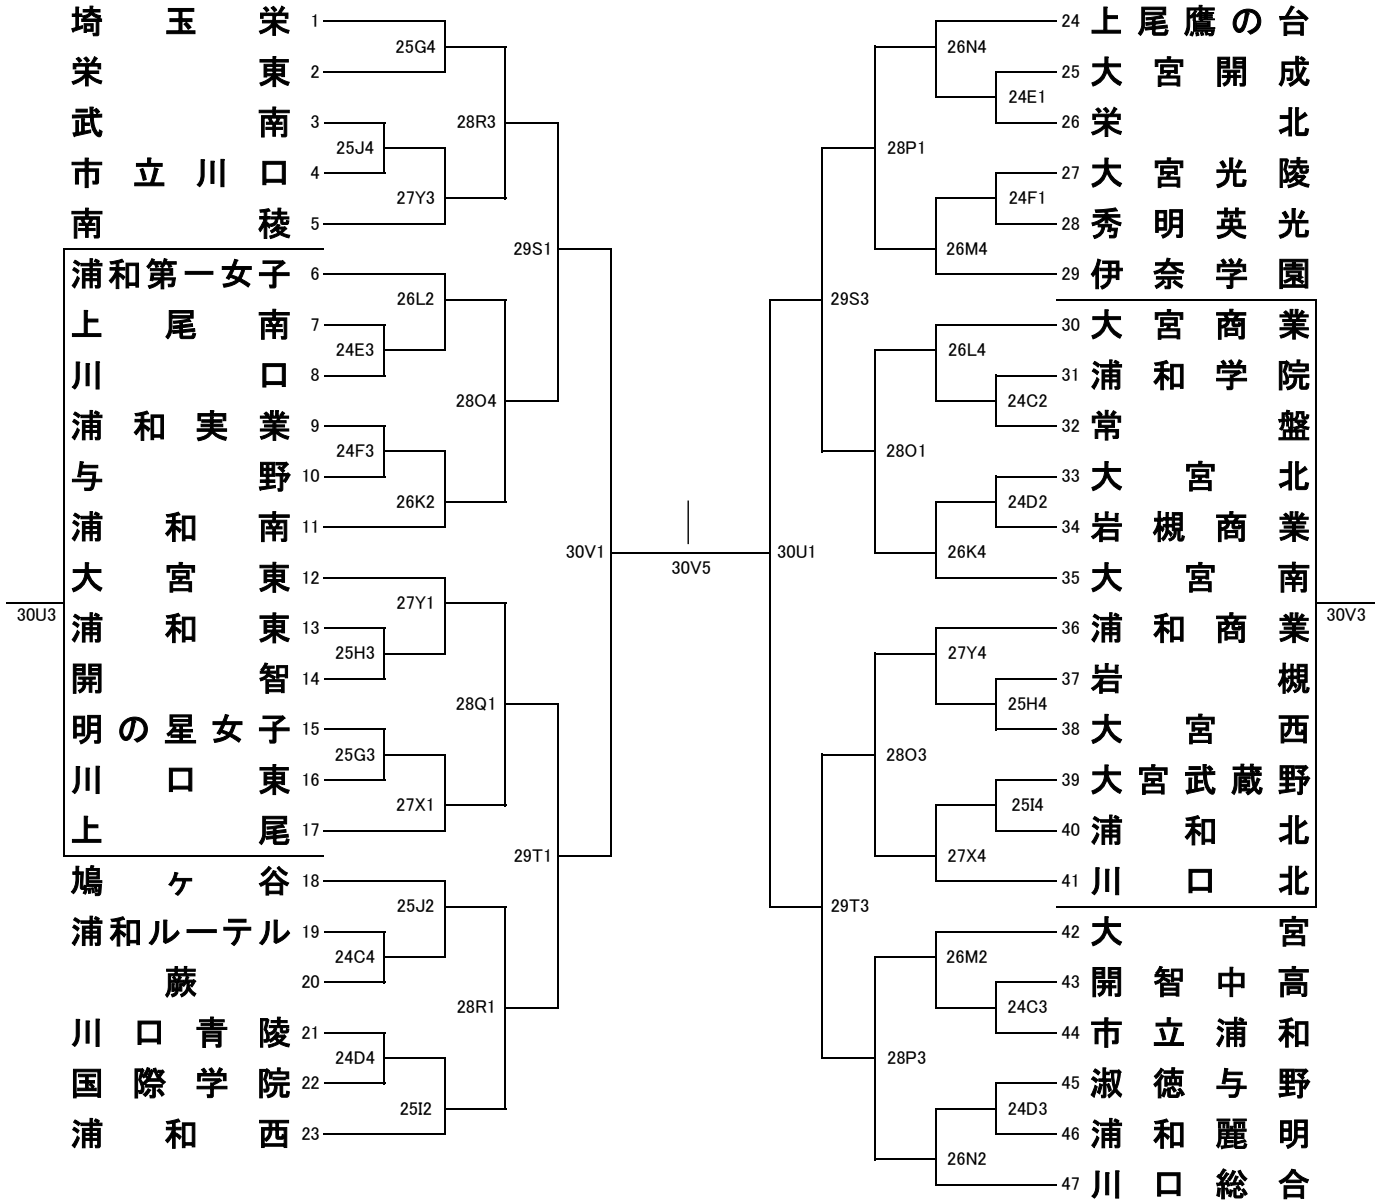 埼玉栄 1
栄東 2
武南 3
市立川口 4
南稜 5
浦和第一女子 6
上尾南 7
川口 8
浦和実業 9
与野 10
浦和南 11
大宮東 12
浦和東 13
開智 14
明の星女子 15
川口東 16
上尾 17
鳩ヶ谷 18
浦和ルーテル 19
蕨 20
川口青陵 21
国際学院 22
浦和西 23
30U3
25J4
24E3
24F3
25H3
25G3
24C4
24D4
25G4
27Y3
26L2
26K2
27Y1
27X1
25J2
25I2
28R3
28O4
28Q1
28R1
29S1
29T1
30V1
30V5
30U1
29S3
29T3
28P1
28O1
28O3
28P3
26N4
26M4
26L4
26K4
27Y4
27X4
26M2
26N2
24E1
24F1
24C2
24D2
25H4
25I4
24C3
24D3
24 上尾鷹の台
25 大宮開成
26 栄北
27 大宮光陵
28 秀明英光
29 伊奈学園
30 大宮商業
31 浦和学院
32 常盤
33 大宮北
34 岩槻商業
35 大宮南
36 浦和商業
37 岩槻
38 大宮西
39 大宮武蔵野
40 浦和北
41 川口北
42 大宮
43 開智中高
44 市立浦和
45 淑徳与野
46 浦和麗明
47 川口総合
30V3